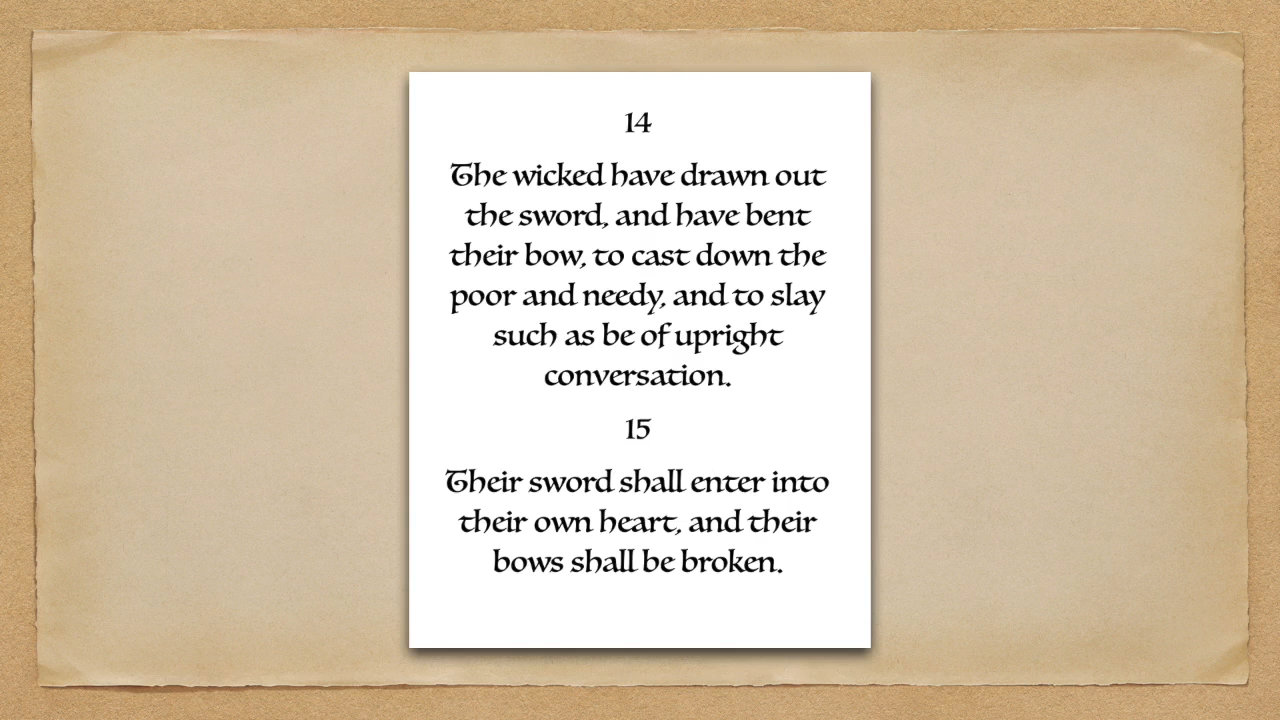 14
The wicked have drawn out
the sword, and have bent
their bow, to cast down the
poor and needy, and to slay
such as be of upright
conversation.
15
Their sword shall enter into
their own heart, and their
bows shall be broken.